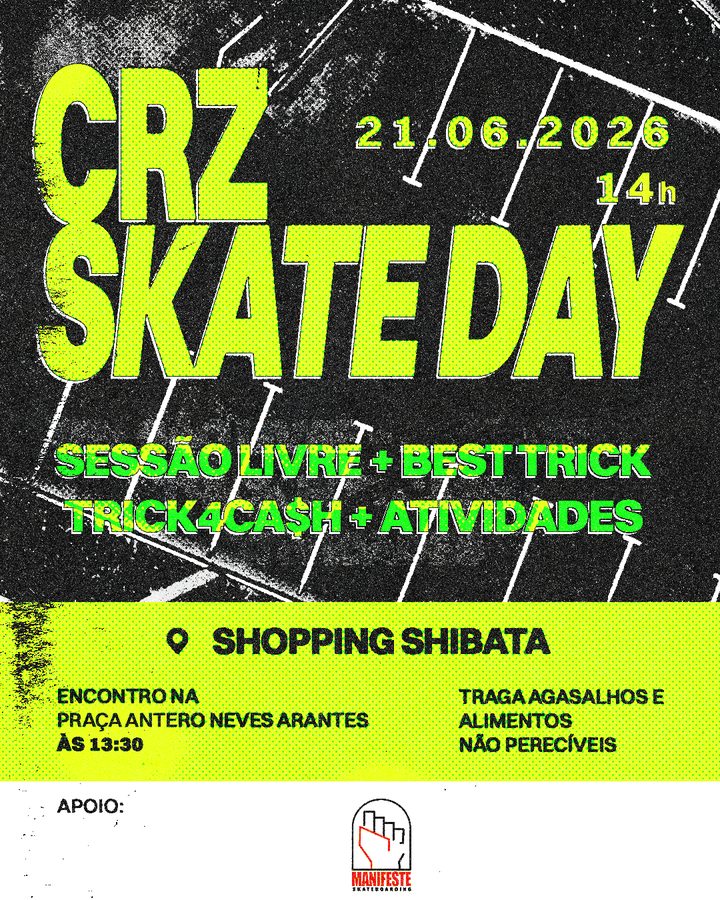 CRZ
21.06.2026
14h
SKATE DAY
SESSÃO LIVRE + BEST TRICK
TRICK4CA$H + ATIVIDADES
SHOPPING SHIBATA
ENCONTRO NA
PRAÇA ANTERO NEVES ARANTES
ÀS 13:30
TRAGA AGASALHOS E
ALIMENTOS
NÃO PERECÍVEIS
APOIO:
MANIFESTE
SKATEBOARDING